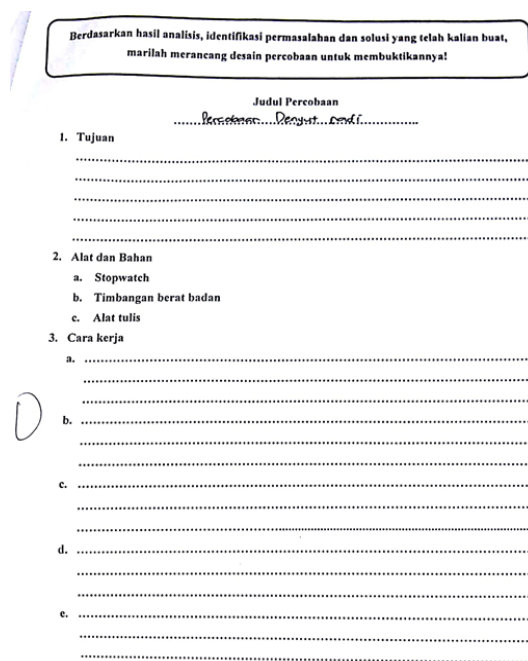 Berdasarkan hasil analisis, identifikasi permasalahan dan solusi yang telah kalian buat,
marilah merancang desain percobaan untuk membuktikannya!
Judul Percobaan
Percobaan Denyut nadi
1. Tujuan
2. Alat dan Bahan
a. Stopwatch
b. Timbangan berat badan
c. Alat tulis
3. Cara kerja
a.
D
b.
c.
d.
e.